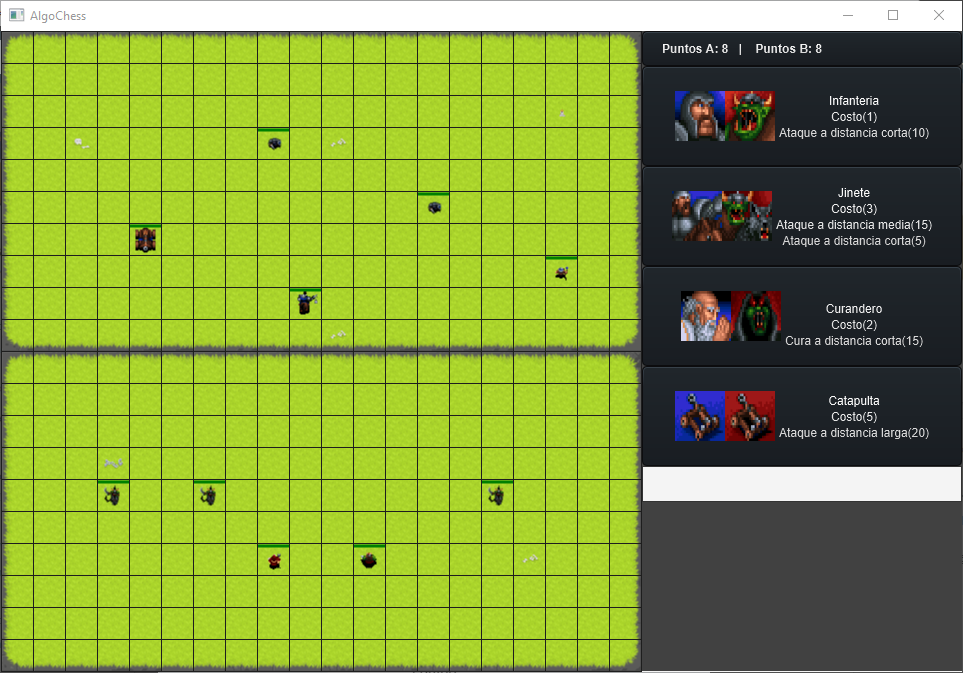 AlgoChess
Puntos A: 8 | Puntos B: 8
Infanteria
Costo(1)
Ataque a distancia corta(10)
Jinete
Costo(3)
Ataque a distancia media(15)
Ataque a distancia corta(5)
Curandero
Costo(2)
Cura a distancia corta(15)
Catapulta
Costo(5)
Ataque a distancia larga(20)